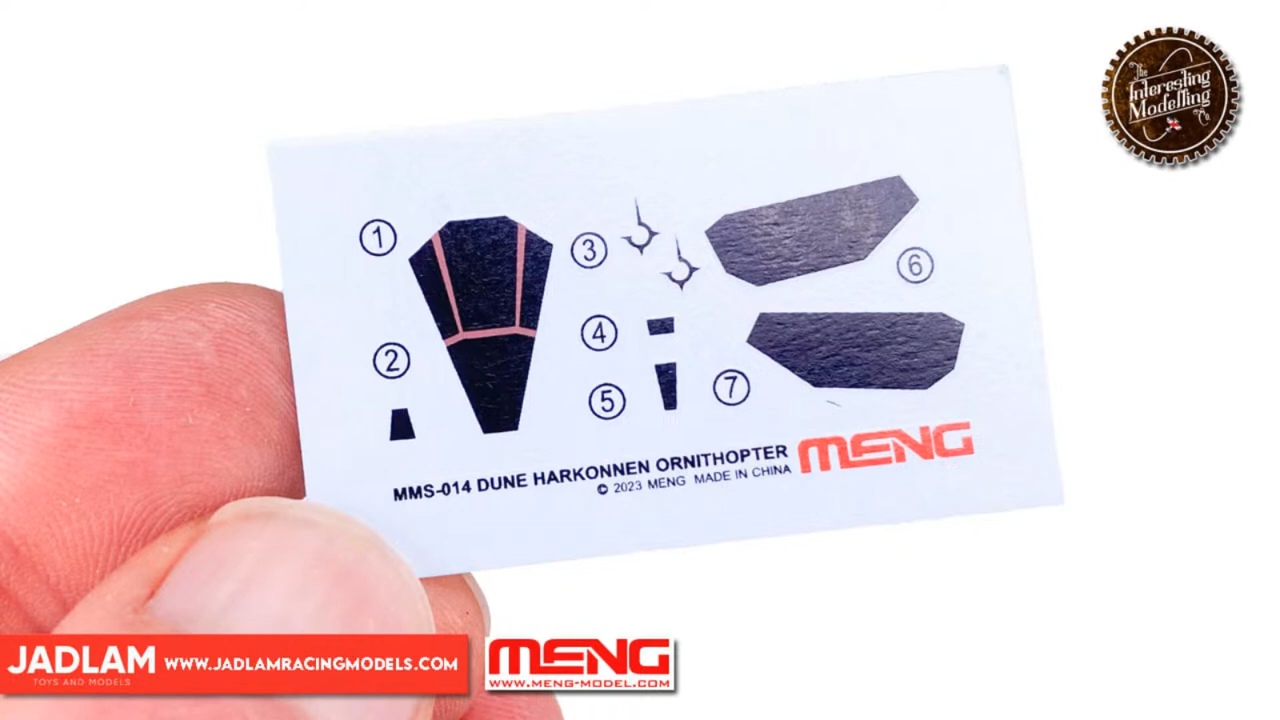 The
Interesting
Modelling
Co
1
2
3
4
5
6
7
MMS-014 DUNE HARKONNEN ORNITHOPTER
© 2023 MENG MADE IN CHINA
MENG
JADLAM
TOYS AND MODELS
WWW.JADLAMRACINGMODELS.COM
MENG
WWW.MENG-MODEL.COM